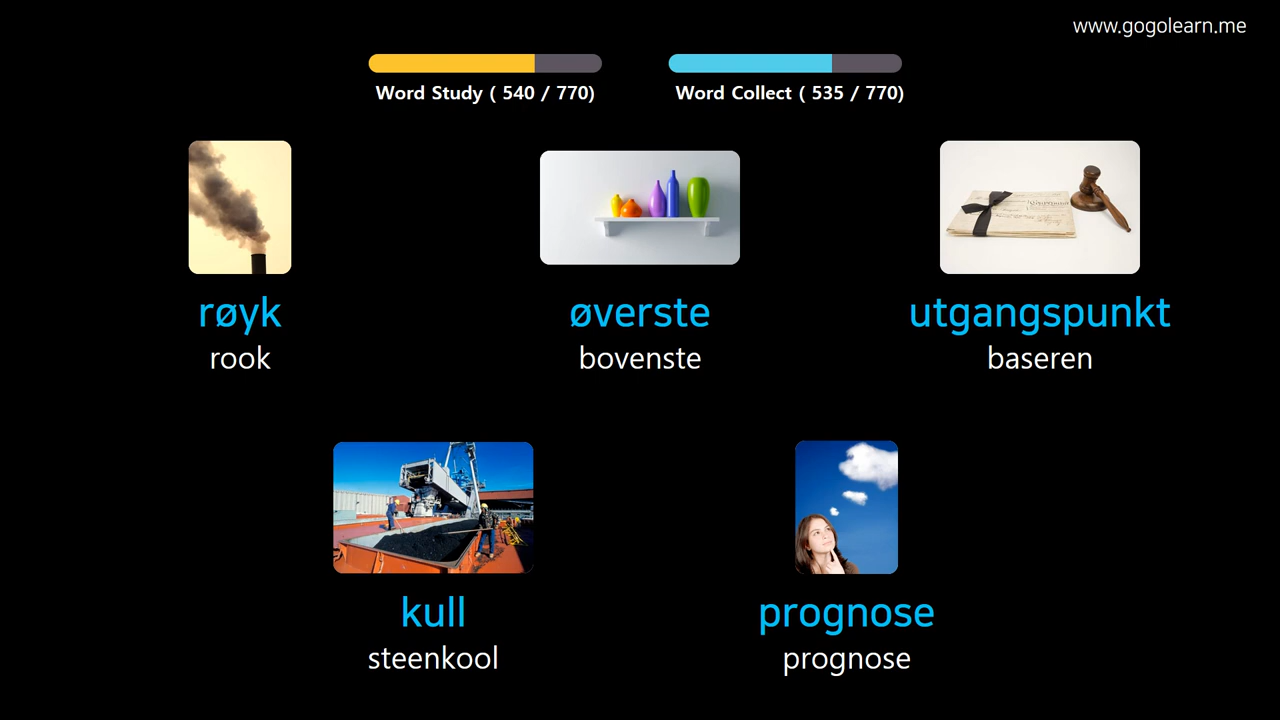 www.gogolearn.me
Word Study ( 540 / 770)
Word Collect ( 535 / 770)
røyk
øverste
utgangspunkt
rook
bovenste
baseren
kull
prognose
steenkool
prognose